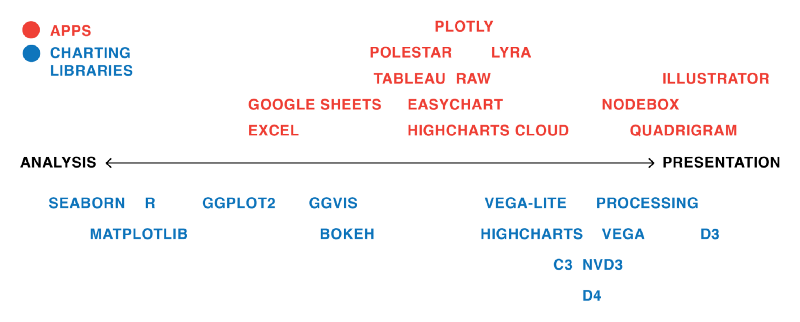 APPS
CHARTING
LIBRARIES
PLOTLY
POLESTAR LYRA
TABLEAU RAW ILLUSTRATOR
GOOGLE SHEETS EASYCHART NODEBOX
EXCEL HIGHCHARTS CLOUD QUADRIGRAM
ANALYSIS PRESENTATION
SEABORN R GGPLOT2 GGVIS VEGA-LITE PROCESSING
MATPLOTLIB BOKEH HIGHCHARTS VEGA D3
C3 NVD3
D4